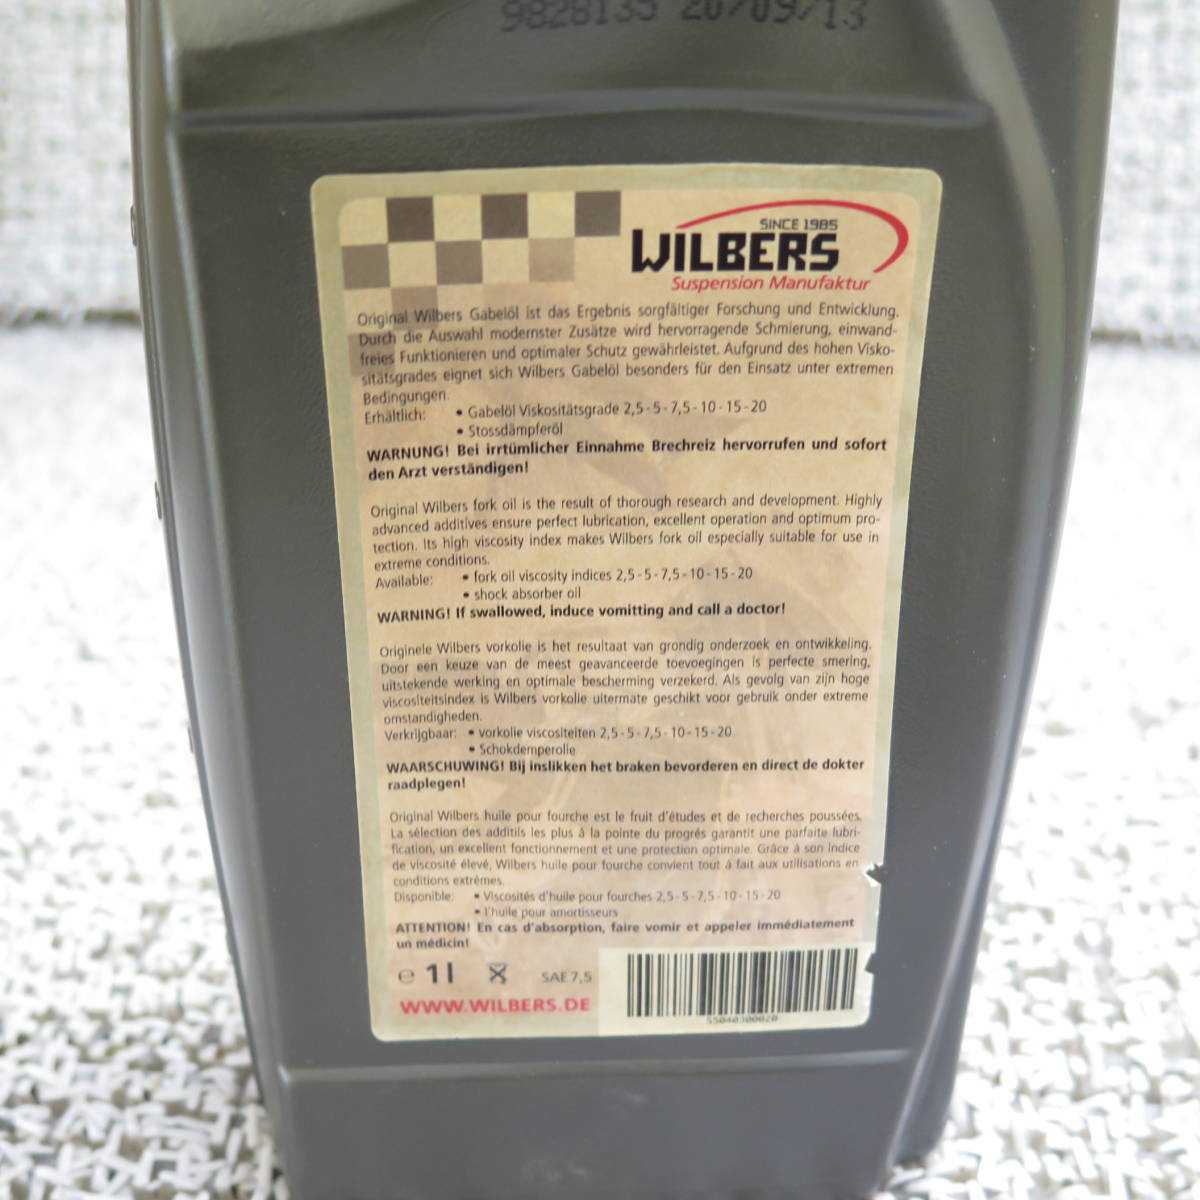 9828135 20/09/13
SINCE 1985
WILBERS
Suspension Manufaktur
Original Wilbers Gabelöl ist das Ergebnis sorgfältiger Forschung und Entwicklung.
Durch die Auswahl modernster Zusätze wird hervorragende Schmierung, einwand-
freies Funktionieren und optimaler Schutz gewährleistet. Aufgrund des hohen Visko-
sitätsgrades eignet sich Wilbers Gabelöl besonders für den Einsatz unter extremen
Bedingungen.
Erhältlich: • Gabelöl Viskositätsgrade 2,5 - 5 - 7,5 - 10 - 15 - 20
• Stossdämpferöl
WARNUNG! Bei irrtümlicher Einnahme Brechreiz hervorrufen und sofort
den Arzt verständigen!
Original Wilbers fork oil is the result of thorough research and development. Highly
advanced additives ensure perfect lubrication, excellent operation and optimum pro-
tection. Its high viscosity index makes Wilbers fork oil especially suitable for use in
extreme conditions.
Available: • fork oil viscosity indices 2,5 - 5 - 7,5 - 10 - 15 - 20
• shock absorber oil
WARNING! If swallowed, induce vomitting and call a doctor!
Originele Wilbers vorkolie is het resultaat van grondig onderzoek en ontwikkeling.
Door een keuze van de meest geavanceerde toevoegingen is perfecte smering,
uitstekende werking en optimale bescherming verzekerd. Als gevolg van zijn hoge
viscositeitsindex is Wilbers vorkolie uitermate geschikt voor gebruik onder extreme
omstandigheden.
Verkrijgbaar: • vorkolie viscositeiten 2,5 - 5 - 7,5 - 10 - 15 - 20
• Schokdemperolie
WAARSCHUWING! Bij inslikken het braken bevorderen en direct de dokter
raadplegen!
Original Wilbers huile pour fourche est le fruit d'études et de recherches poussées.
La sélection des additils les plus à la pointe du progrés garantit une parfaite lubri-
fication, un excellent fonctionnement et une protection optimale. Grâce à son indice
de viscosité élevé, Wilbers huile pour fourche convient tout à fait aux utilisations en
conditions extrêmes.
Disponible: • Viscosités d'huile pour fourches 2,5 - 5 - 7,5 - 10 - 15 - 20
• l'huile pour amortisseurs
ATTENTION! En cas d'absorption, faire vomir et appeler immédiatement
un médicin!
℮ 1 l SAE 7,5
WWW.WILBERS.DE